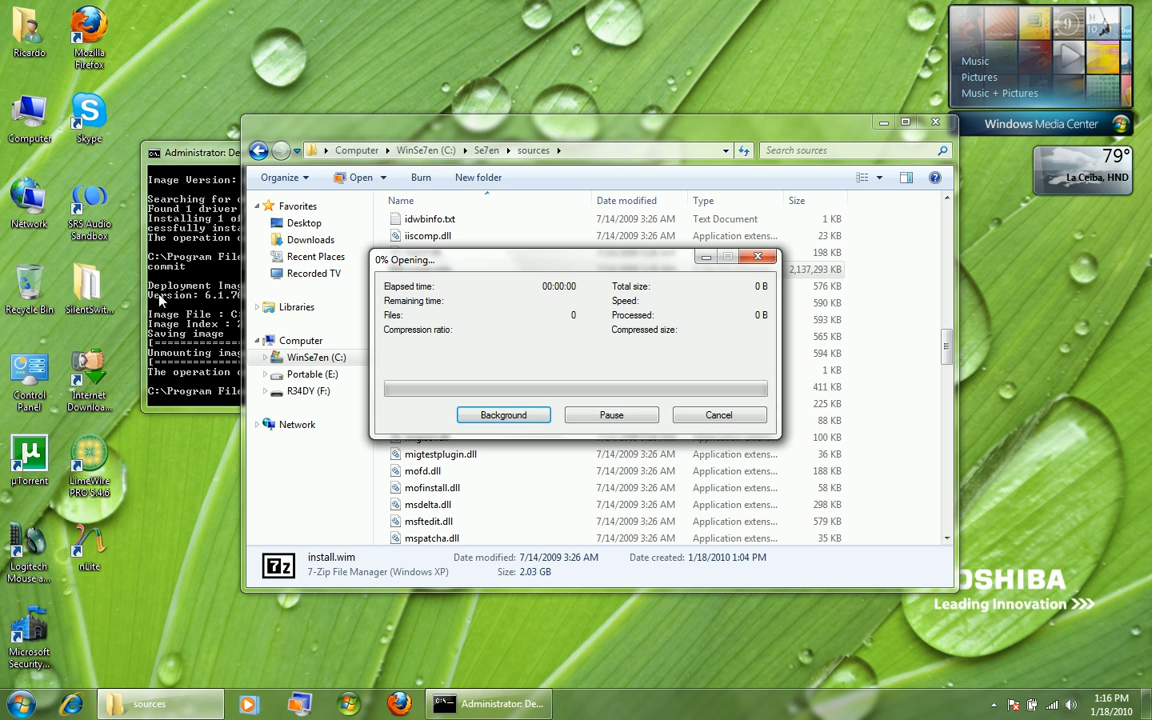 Ricardo
Mozilla
Firefox
Computer
Skype
Network
SRS Audio
Sandbox
Recycle Bin
SilentSwit...
Control
Panel
Internet
Downloa...
µTorrent
LimeWire
PRO 5.4.6
Logitech
Mouse a...
nLite
Microsoft
Security...
Administrator: De
Image Version:
Searching for
Found 1 driver
Installing 1 of
cessfully insta
The operation
C:\Program File
commit
Deployment Imag
Version: 6.1.76
Image File : C:
Image Index :
Saving image
[==============
Unmounting imag
[==============
The operation
C:\Program File
Computer
WinSe7en (C:)
Se7en
sources
Search sources
Organize
Open
Burn
New folder
Favorites
Desktop
Downloads
Recent Places
Recorded TV
Libraries
Computer
WinSe7en (C:)
Portable (E:)
R34DY (F:)
Network
Name
Date modified
Type
Size
idwbinfo.txt 7/14/2009 3:26 AM Text Document 1 KB
iiscomp.dll 7/14/2009 3:26 AM Application extens... 23 KB
198 KB
2,137,293 KB
576 KB
590 KB
593 KB
565 KB
594 KB
1 KB
411 KB
225 KB
88 KB
100 KB
migtestplugin.dll 7/14/2009 3:26 AM Application extens... 36 KB
mofd.dll 7/14/2009 3:26 AM Application extens... 188 KB
mofinstall.dll 7/14/2009 3:26 AM Application extens... 58 KB
msdelta.dll 7/14/2009 3:26 AM Application extens... 298 KB
msftedit.dll 7/14/2009 3:26 AM Application extens... 579 KB
mspatcha.dll 7/14/2009 3:26 AM Application extens... 35 KB
0% Opening...
Elapsed time: 00:00:00 Total size: 0 B
Remaining time: Speed:
Files: 0 Processed: 0 B
Compression ratio: Compressed size:
Background
Pause
Cancel
7z
install.wim Date modified: 7/14/2009 3:26 AM Date created: 1/18/2010 1:04 PM
7-Zip File Manager (Windows XP) Size: 2.03 GB
Music
Pictures
Music + Pictures
Windows Media Center
79°
La Ceiba, HND
OSHIBA
Leading Innovation >>>
sources
Administrator: De...
1:16 PM
1/18/2010